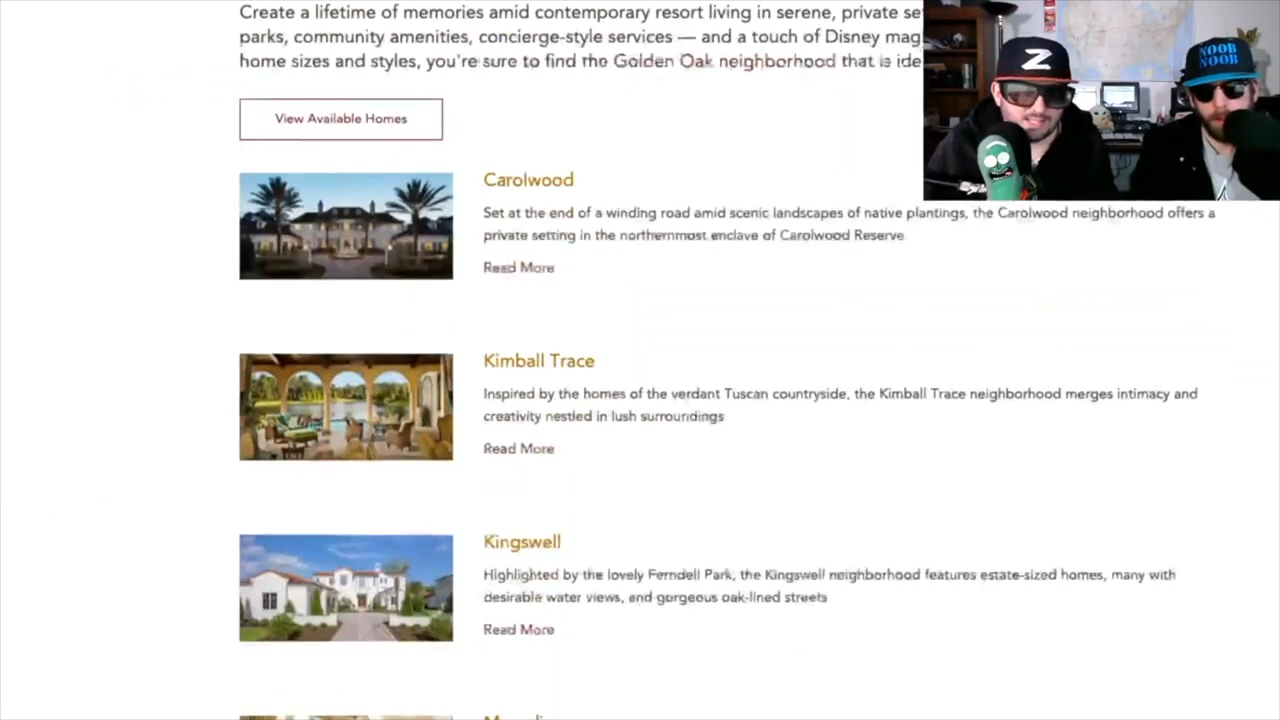 Create a lifetime of memories amid contemporary resort living in serene, private
parks, community amenities, concierge-style services — and a touch of Disney
home sizes and styles, you're sure to find the Golden Oak neighborhood that is
View Available Homes
Carolwood
Set at the end of a winding road amid scenic landscapes of native plantings, the Carolwood neighborhood offers a
private setting in the northernmost enclave of Carolwood Reserve
Read More
Kimball Trace
Inspired by the homes of the verdant Tuscan countryside, the Kimball Trace neighborhood merges intimacy and
creativity nestled in lush surroundings
Read More
Kingswell
Highlighted by the lovely Ferndell Park, the Kingswell neighborhood features estate-sized homes, many with
desirable water views, and gorgeous oak-lined streets
Read More
Z
NOOB
NOOB